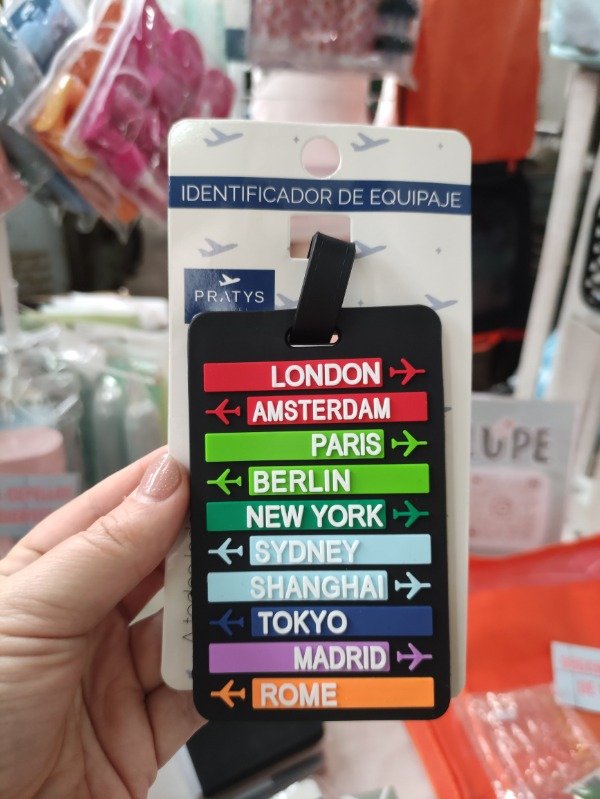 IDENTIFICADOR DE EQUIPAJE
PRATYS
LONDON
AMSTERDAM
PARIS
BERLIN
NEW YORK
SYDNEY
SHANGHAI
TOKYO
MADRID
ROME
LUPE